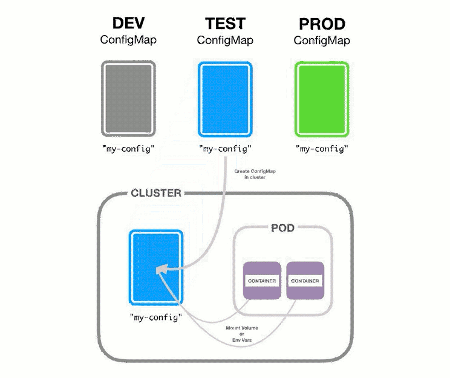 DEV TEST PROD
ConfigMap ConfigMap ConfigMap
"my-config" "my-config" "my-config"
Create ConfigMap
in cluster
CLUSTER
POD
CONTAINER CONTAINER
"my-config"
Mount Volume
or
Env Vars